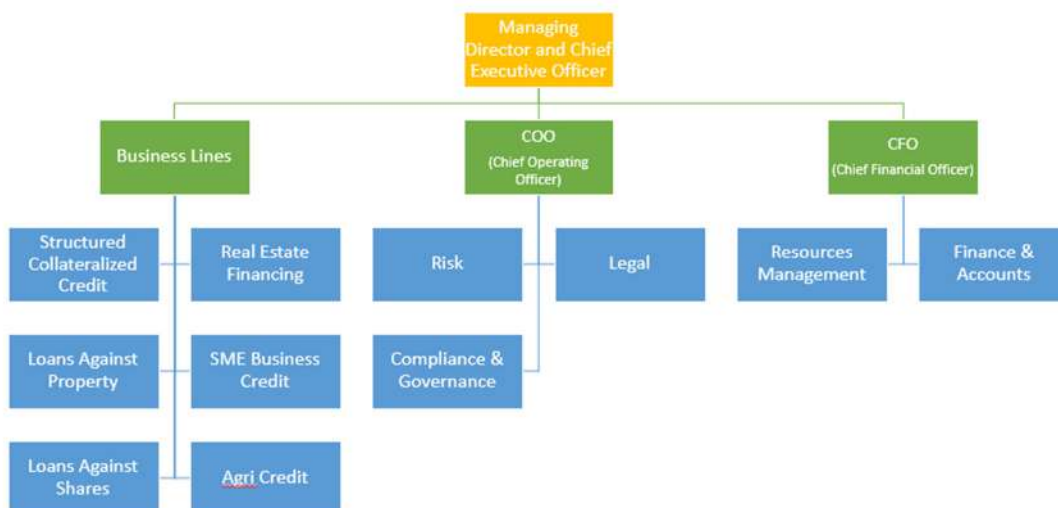 Managing
Director and Chief
Executive Officer
Business Lines
COO
(Chief Operating
Officer)
CFO
(Chief Financial Officer)
Structured
Collateralized
Credit
Real Estate
Financing
Risk
Legal
Resources
Management
Finance &
Accounts
Loans Against
Property
SME Business
Credit
Compliance &
Governance
Loans Against
Shares
Agri Credit